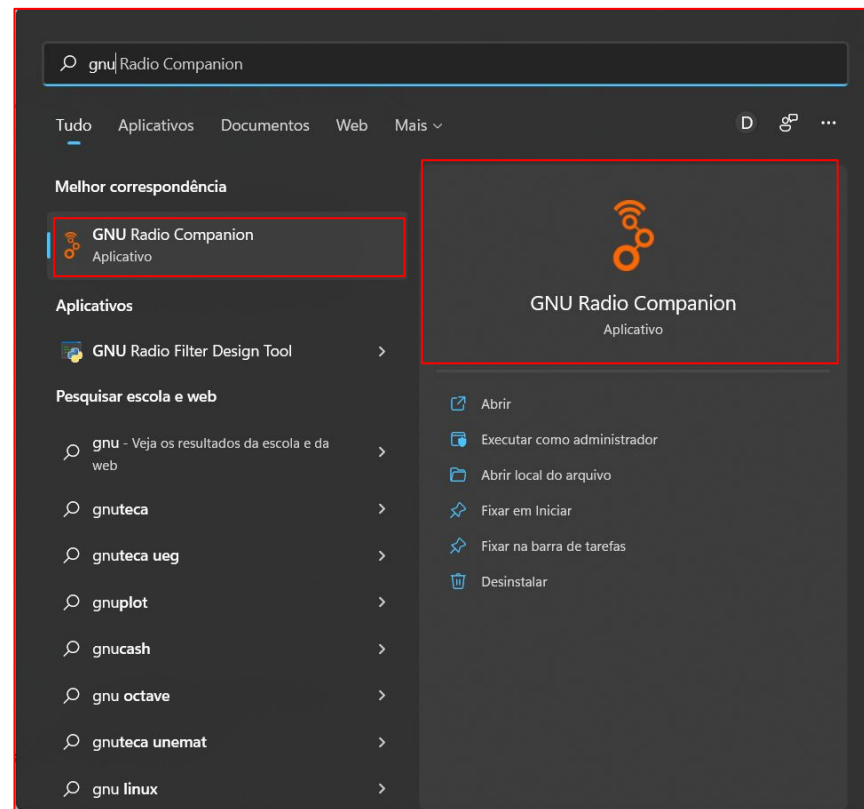 gnu Radio Companion
Tudo Aplicativos Documentos Web Mais D ...
Melhor correspondência
GNU Radio Companion
Aplicativo
Aplicativos
GNU Radio Filter Design Tool
Pesquisar escola e web
gnu - Veja os resultados da escola e da
web
gnuteca
gnuteca ueg
gnuplot
gnucash
gnu octave
gnuteca unemat
gnu linux
GNU Radio Companion
Aplicativo
Abrir
Executar como administrador
Abrir local do arquivo
Fixar em Iniciar
Fixar na barra de tarefas
Desinstalar